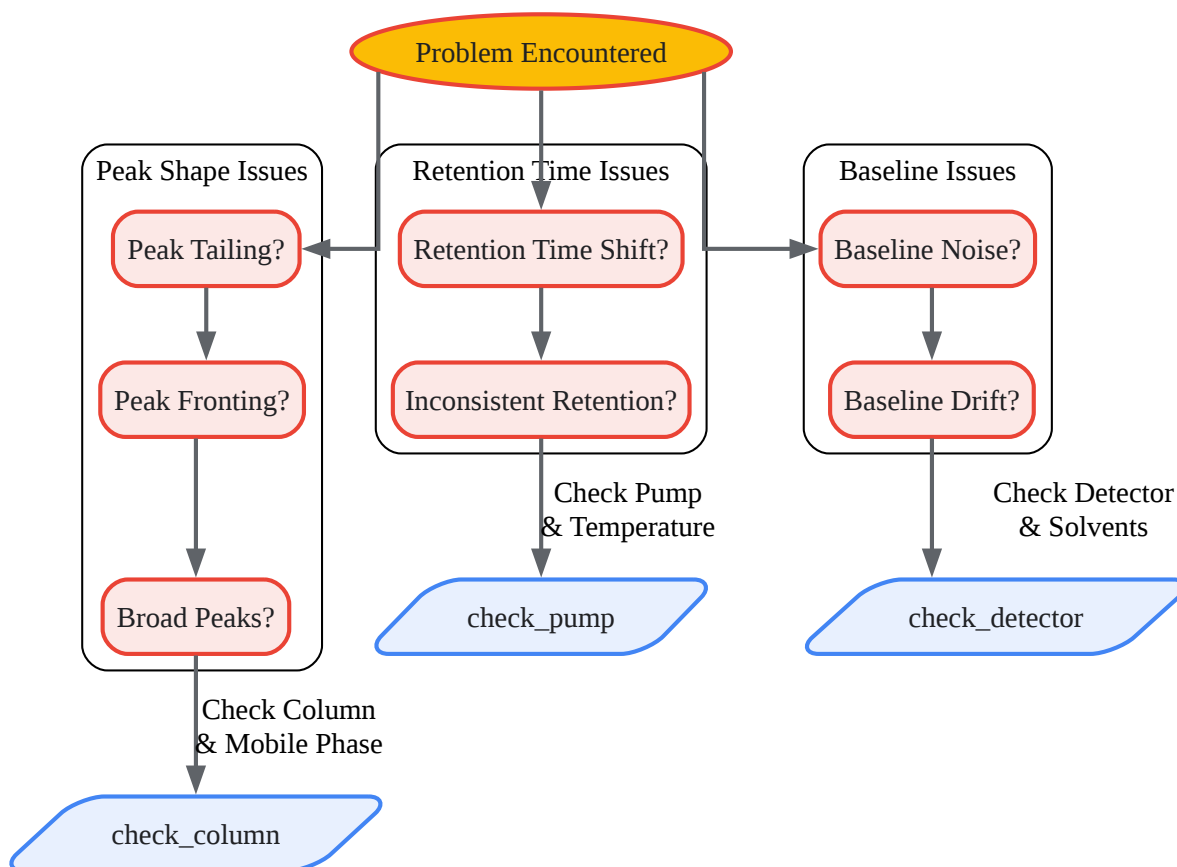 Problem Encountered
Peak Shape Issues
Retention Time Issues
Baseline Issues
Peak Tailing?
Retention Time Shift?
Baseline Noise?
Peak Fronting?
Inconsistent Retention?
Baseline Drift?
Check Pump
& Temperature
Check Detector
& Solvents
Broad Peaks?
check_pump
check_detector
Check Column
& Mobile Phase
check_column